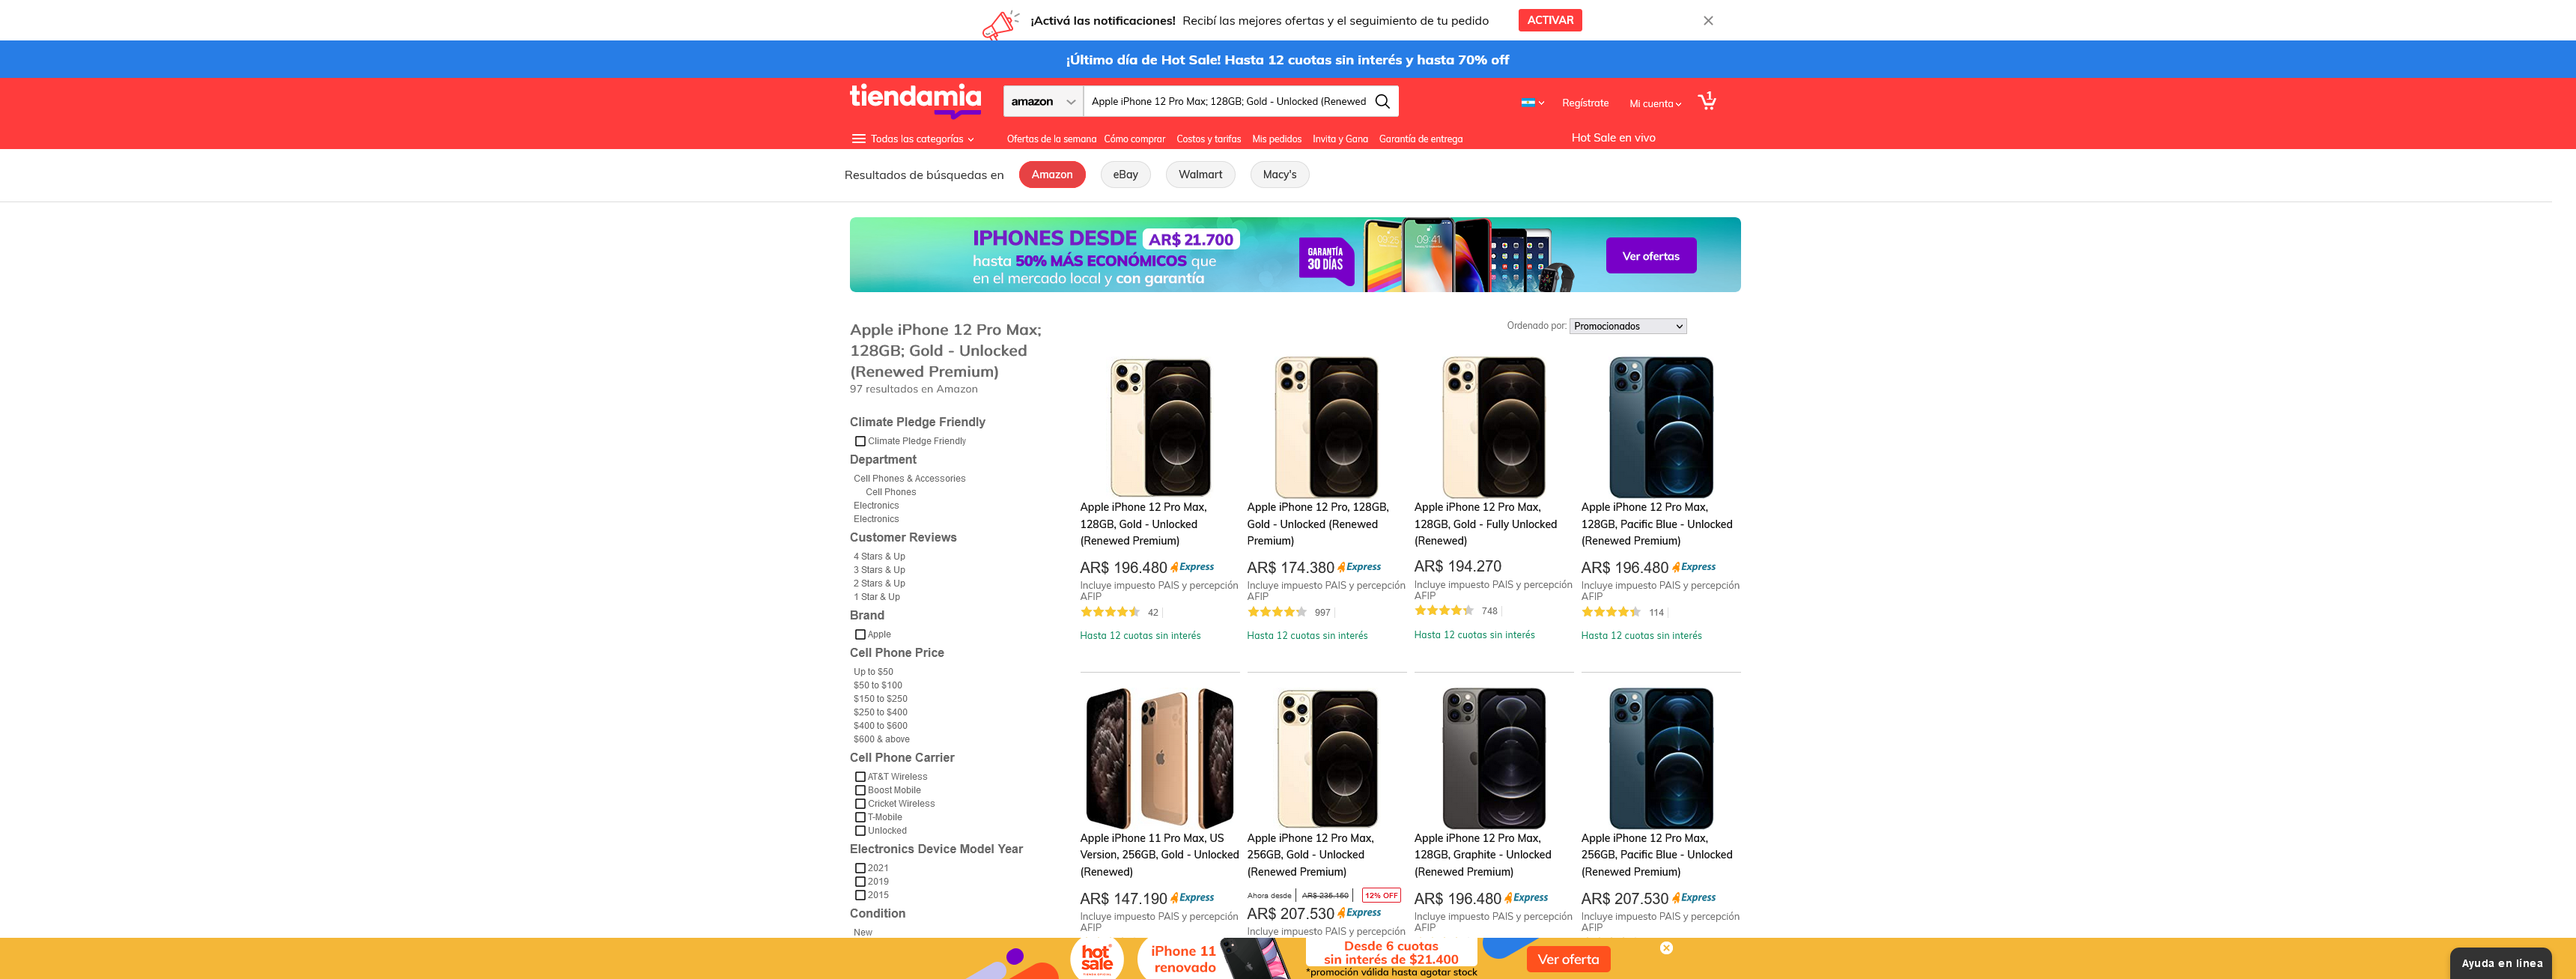 ¡Activá las notificaciones! Recibí las mejores ofertas y el seguimiento de tu pedido ACTIVAR
¡Último día de Hot Sale! Hasta 12 cuotas sin interés y hasta 70% off
tiendamia
amazon Apple iPhone 12 Pro Max; 128GB; Gold - Unlocked (Renewed
Regístrate Mi cuenta 1
Todas las categorías Ofertas de la semana Cómo comprar Costos y tarifas Mis pedidos Invita y Gana Garantía de entrega Hot Sale en vivo
Resultados de búsquedas en Amazon eBay Walmart Macy's
IPHONES DESDE AR$ 21.700
hasta 50% MÁS ECONÓMICOS que
en el mercado local y con garantía
GARANTÍA
30 DÍAS
09:41
Ver ofertas
Apple iPhone 12 Pro Max;
128GB; Gold - Unlocked
(Renewed Premium)
97 resultados en Amazon
Climate Pledge Friendly
Climate Pledge Friendly
Department
Cell Phones & Accessories
Cell Phones
Electronics
Electronics
Customer Reviews
4 Stars & Up
3 Stars & Up
2 Stars & Up
1 Star & Up
Brand
Apple
Cell Phone Price
Up to $50
$50 to $100
$150 to $250
$250 to $400
$400 to $600
$600 & above
Cell Phone Carrier
AT&T Wireless
Boost Mobile
Cricket Wireless
T-Mobile
Unlocked
Electronics Device Model Year
2021
2019
2015
Condition
New
Ordenado por: Promocionados
Apple iPhone 12 Pro Max,
128GB, Gold - Unlocked
(Renewed Premium)
AR$ 196.480 Express
Incluye impuesto PAIS y percepción
AFIP
42
Hasta 12 cuotas sin interés
Apple iPhone 12 Pro, 128GB,
Gold - Unlocked (Renewed
Premium)
AR$ 174.380 Express
Incluye impuesto PAIS y percepción
AFIP
997
Hasta 12 cuotas sin interés
Apple iPhone 12 Pro Max,
128GB, Gold - Fully Unlocked
(Renewed)
AR$ 194.270
Incluye impuesto PAIS y percepción
AFIP
748
Hasta 12 cuotas sin interés
Apple iPhone 12 Pro Max,
128GB, Pacific Blue - Unlocked
(Renewed Premium)
AR$ 196.480 Express
Incluye impuesto PAIS y percepción
AFIP
114
Hasta 12 cuotas sin interés
Apple iPhone 11 Pro Max, US
Version, 256GB, Gold - Unlocked
(Renewed)
AR$ 147.190 Express
Incluye impuesto PAIS y percepción
AFIP
Apple iPhone 12 Pro Max,
256GB, Gold - Unlocked
(Renewed Premium)
Ahora desde AR$ 235.160 12% OFF
AR$ 207.530 Express
Incluye impuesto PAIS y percepción
Apple iPhone 12 Pro Max,
128GB, Graphite - Unlocked
(Renewed Premium)
AR$ 196.480 Express
Incluye impuesto PAIS y percepción
AFIP
Apple iPhone 12 Pro Max,
256GB, Pacific Blue - Unlocked
(Renewed Premium)
AR$ 207.530 Express
Incluye impuesto PAIS y percepción
AFIP
hot
sale
iPhone 11
renovado
Desde 6 cuotas
sin interés de $21.400
*promoción válida hasta agotar stock
Ver oferta
Ayuda en línea